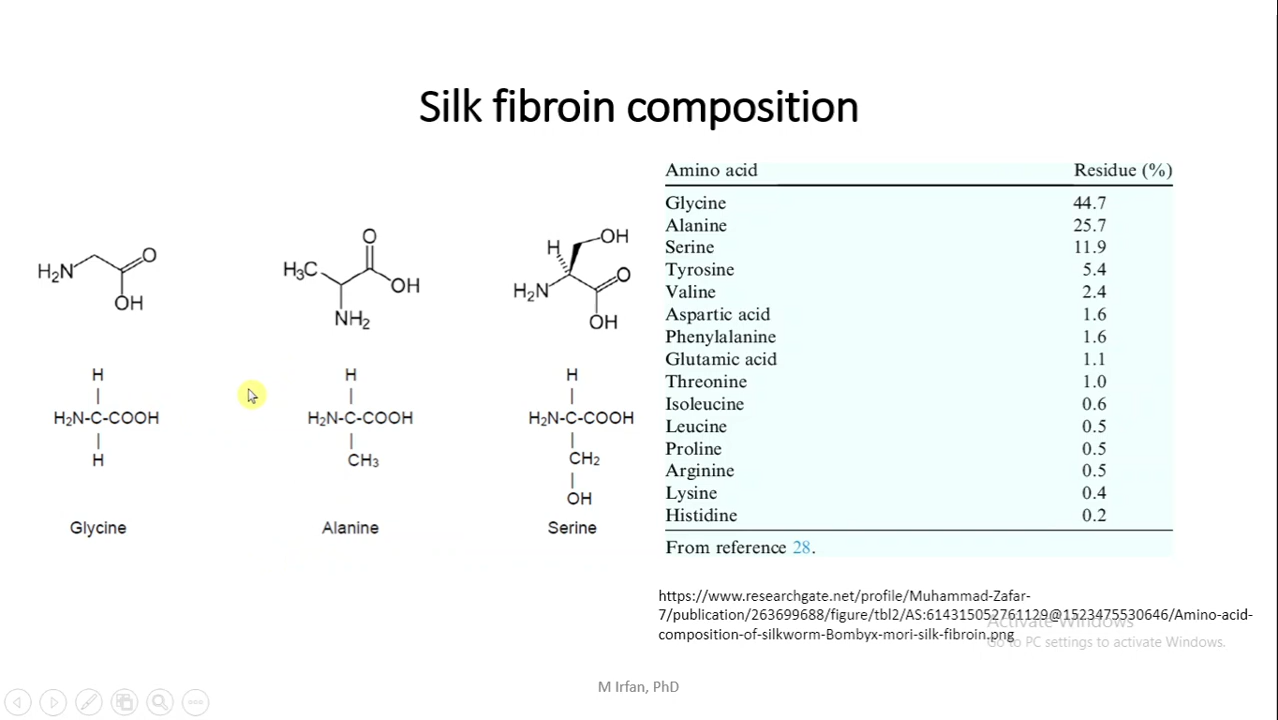 Silk fibroin composition
H₂N O OH
H₃C O OH NH₂
H OH H₂N O OH
H
|
H₂N-C-COOH
|
H
Glycine
H
|
H₂N-C-COOH
|
CH₃
Alanine
H
|
H₂N-C-COOH
|
CH₂
|
OH
Serine
Amino acid Residue (%)
Glycine 44.7
Alanine 25.7
Serine 11.9
Tyrosine 5.4
Valine 2.4
Aspartic acid 1.6
Phenylalanine 1.6
Glutamic acid 1.1
Threonine 1.0
Isoleucine 0.6
Leucine 0.5
Proline 0.5
Arginine 0.5
Lysine 0.4
Histidine 0.2
From reference 28.
https://www.researchgate.net/profile/Muhammad-Zafar-
7/publication/263699688/figure/tbl2/AS:614315052761129@1523475530646/Amino-acid-
composition-of-silkworm-Bombyx-mori-silk-fibroin.png
Activate Windows
Go to PC settings to activate Windows.
M Irfan, PhD